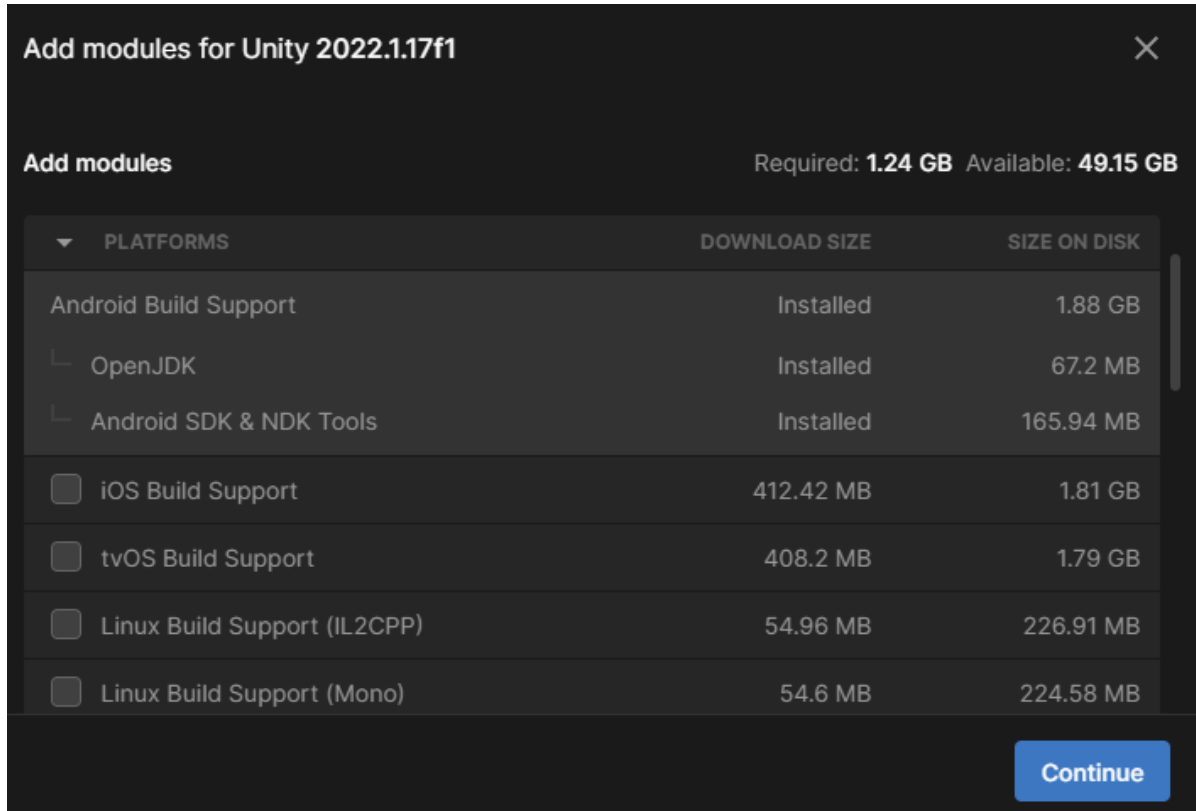 Add modules for Unity 2022.1.17f1
Add modules Required: 1.24 GB Available: 49.15 GB
PLATFORMS DOWNLOAD SIZE SIZE ON DISK
Android Build Support Installed 1.88 GB
OpenJDK Installed 67.2 MB
Android SDK & NDK Tools Installed 165.94 MB
iOS Build Support 412.42 MB 1.81 GB
tvOS Build Support 408.2 MB 1.79 GB
Linux Build Support (IL2CPP) 54.96 MB 226.91 MB
Linux Build Support (Mono) 54.6 MB 224.58 MB
Continue